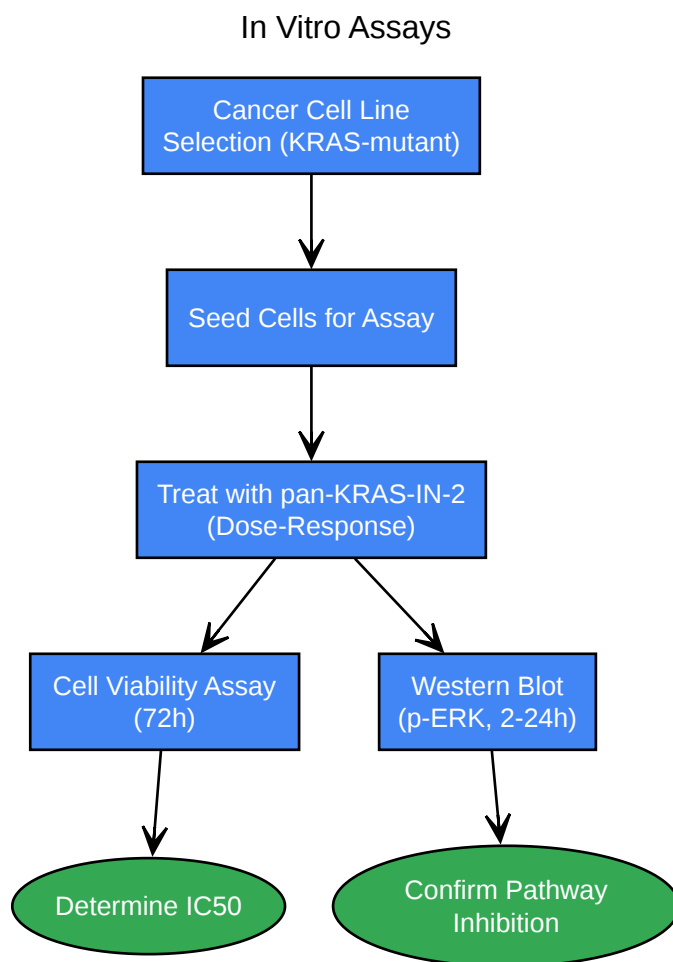 In Vitro Assays
Cancer Cell Line
Selection (KRAS-mutant)
Seed Cells for Assay
Treat with pan-KRAS-IN-2
(Dose-Response)
Cell Viability Assay
(72h)
Western Blot
(p-ERK, 2-24h)
Determine IC50
Confirm Pathway
Inhibition